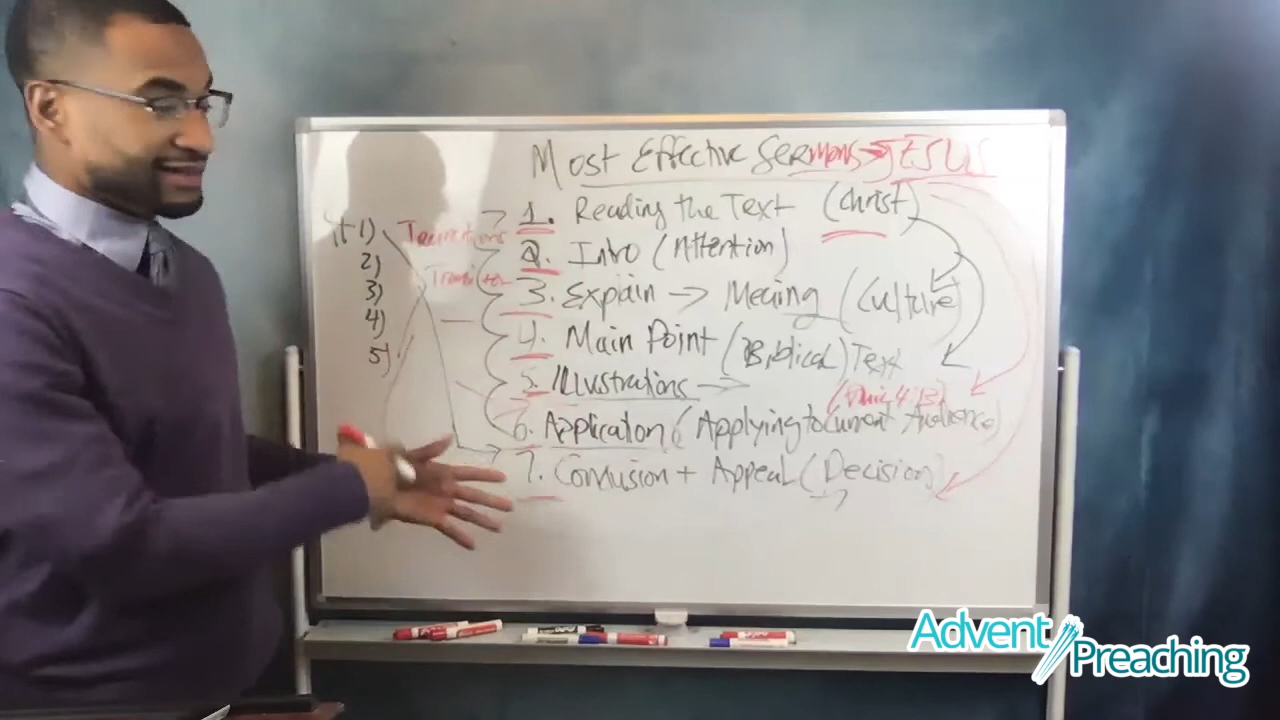 Most Effective Sermons → JESUS
1. Reading the Text (Christ)
2. Intro (Attention)
3. Explain → Meaning (Culture)
4. Main Point (Biblical) Text
5. Illustrations →
6. Application (Applying to Current Audience)
7. Conclusion + Appeal (Decision)
1)
2)
3)
4)
5)
Advent
Preaching